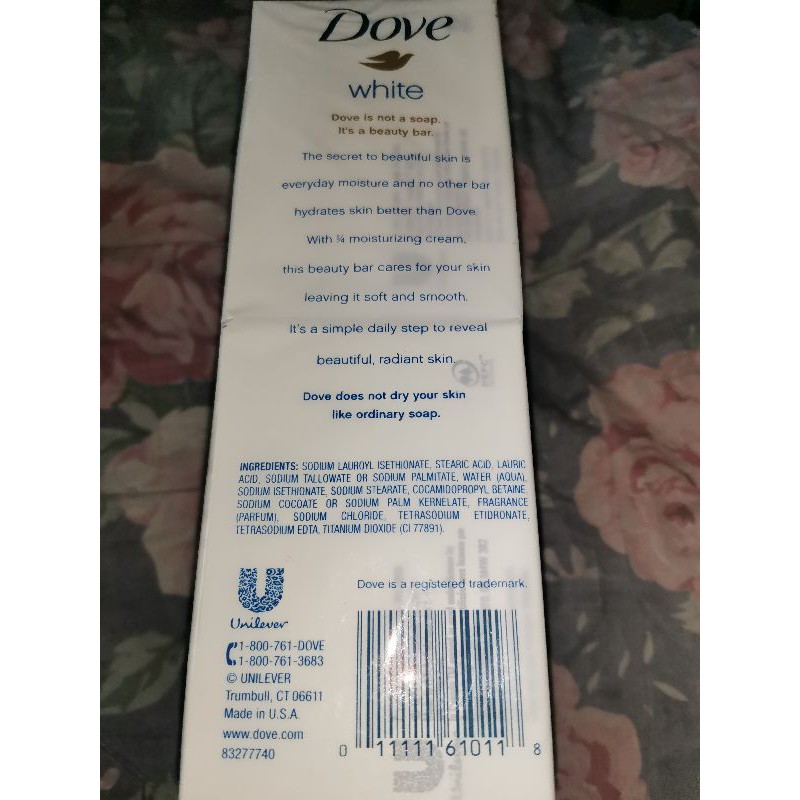 Dove
white
Dove is not a soap.
It's a beauty bar.
The secret to beautiful skin is
everyday moisture and no other bar
hydrates skin better than Dove.
With ¼ moisturizing cream,
this beauty bar cares for your skin
leaving it soft and smooth.
It's a simple daily step to reveal
beautiful, radiant skin.
Dove does not dry your skin
like ordinary soap.
INGREDIENTS: SODIUM LAUROYL ISETHIONATE, STEARIC ACID, LAURIC
ACID, SODIUM TALLOWATE OR SODIUM PALMITATE, WATER (AQUA),
SODIUM ISETHIONATE, SODIUM STEARATE, COCAMIDOPROPYL BETAINE,
SODIUM COCOATE OR SODIUM PALM KERNELATE, FRAGRANCE
(PARFUM), SODIUM CHLORIDE, TETRASODIUM ETIDRONATE,
TETRASODIUM EDTA, TITANIUM DIOXIDE (CI 77891).
Dove is a registered trademark.
Unilever
1-800-761-DOVE
1-800-761-3683
© UNILEVER
Trumbull, CT 06611
Made in U.S.A.
www.dove.com
83277740
0 11111 61011 8